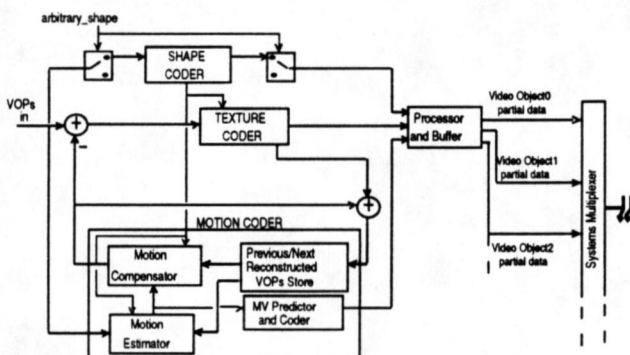 arbitrary_shape
SHAPE
CODER
VOPs
in
TEXTURE
CODER
Processor
and Buffer
Video Object0
partial data
Video Object1
partial data
Video Object2
partial data
Systems Multiplexer
MOTION CODER
Motion
Compensator
Previous/Next
Reconstructed
VOPs Store
MV Predictor
and Coder
Motion
Estimator